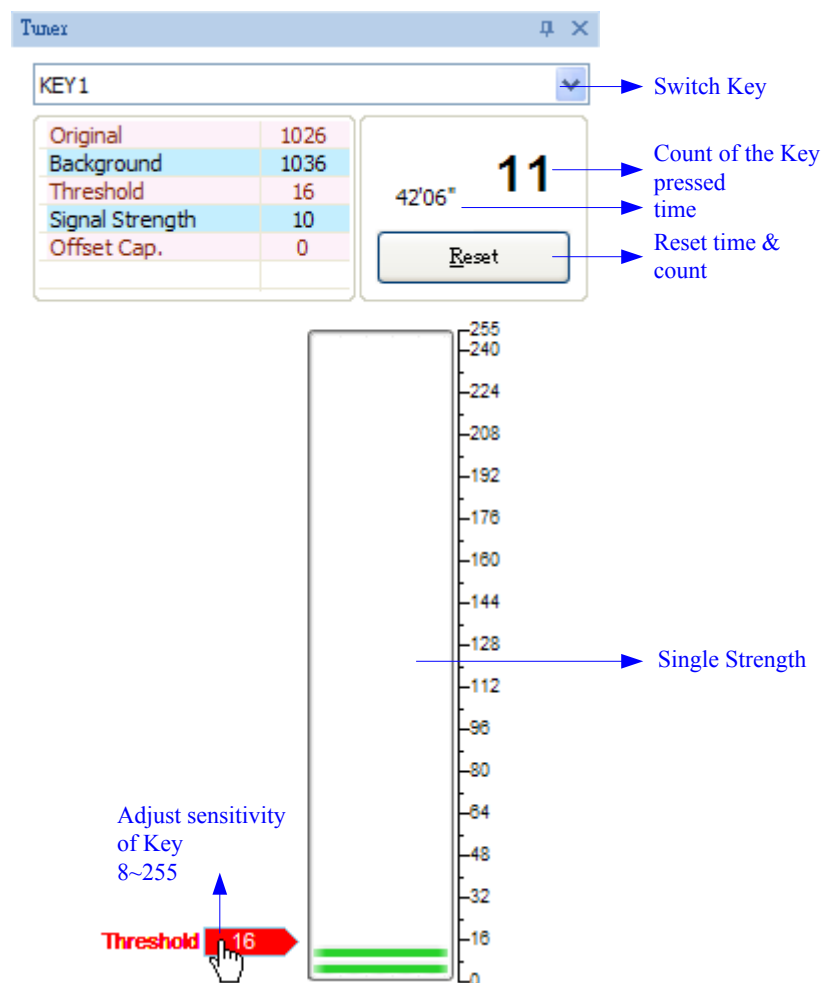 Tuner
KEY1
Switch Key
Original 1026
Background 1036
Threshold 16
Signal Strength 10
Offset Cap. 0
42'06"
11
Reset
Count of the Key
pressed
time
Reset time &
count
255
240
224
208
192
176
160
144
128
112
96
80
64
48
32
16
0
Single Strength
Adjust sensitivity
of Key
8~255
Threshold 16